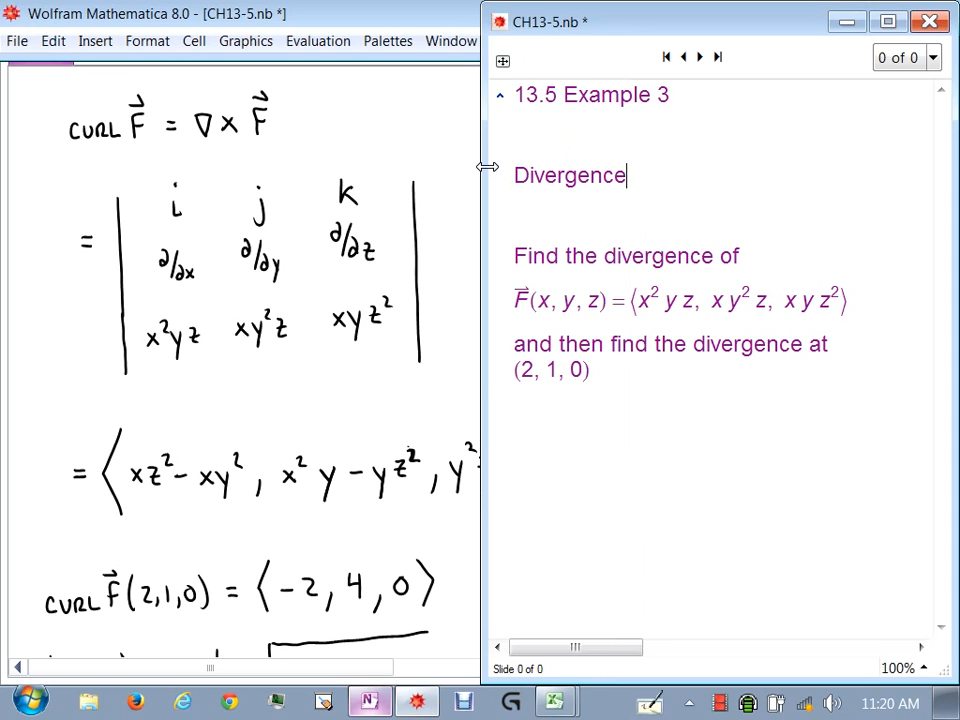 Wolfram Mathematica 8.0 - [CH13-5.nb *]
File Edit Insert Format Cell Graphics Evaluation Palettes Window
CURL F⃗ = ∇ × F⃗
= | i j k
∂/∂x ∂/∂y ∂/∂z
x²yz xy²z xyz² |
= ⟨ xz² - xy² , x² y - yz² , y²
CURL F⃗ (2,1,0) = ⟨ -2, 4, 0 ⟩
CH13-5.nb *
0 of 0
13.5 Example 3
Divergence
Find the divergence of
F⃗(x, y, z) = ⟨x² y z, x y² z, x y z²⟩
and then find the divergence at
(2, 1, 0)
Slide 0 of 0
100%
11:20 AM